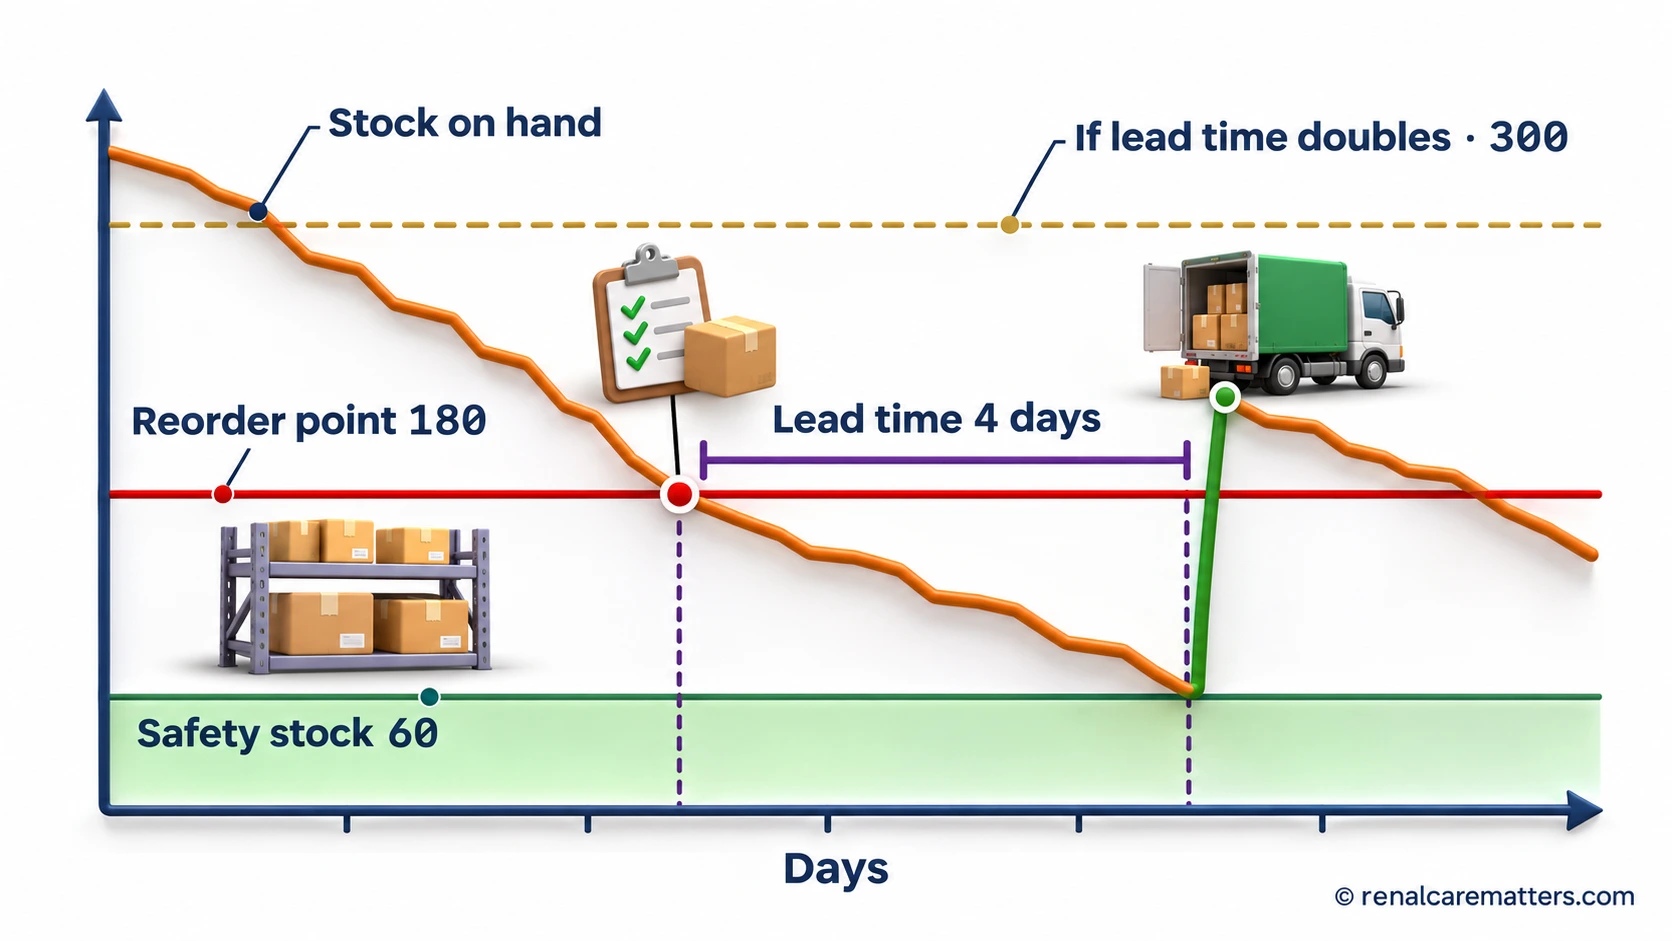 Stock on hand
If lead time doubles · 300
Reorder point 180
Lead time 4 days
Safety stock 60
Days
© renalcarematters.com